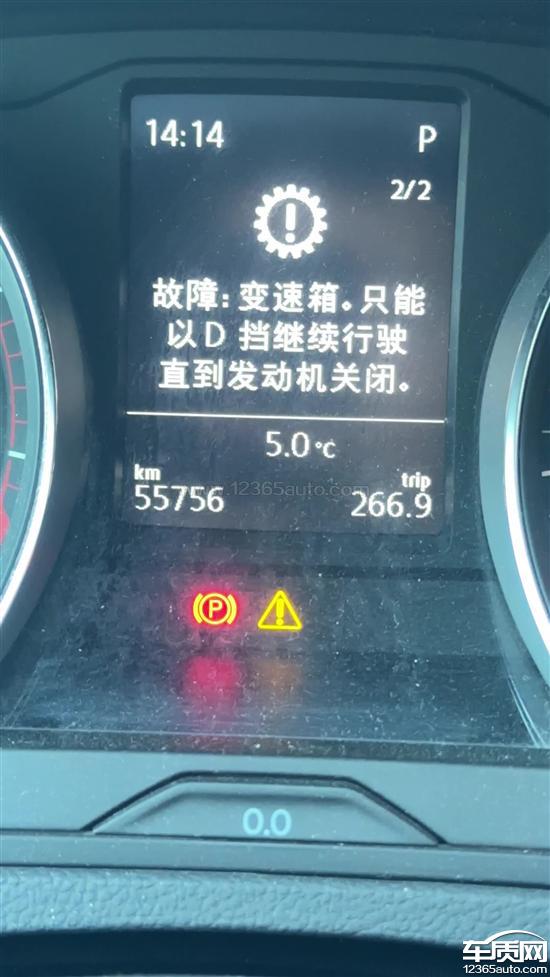 14:14 P
2/2
故障：变速箱。只能
以D 挡继续行驶
直到发动机关闭。
5.0°C
km trip
55756 266.9
www.12365auto.com
P
0.0
车质网
12365auto.com